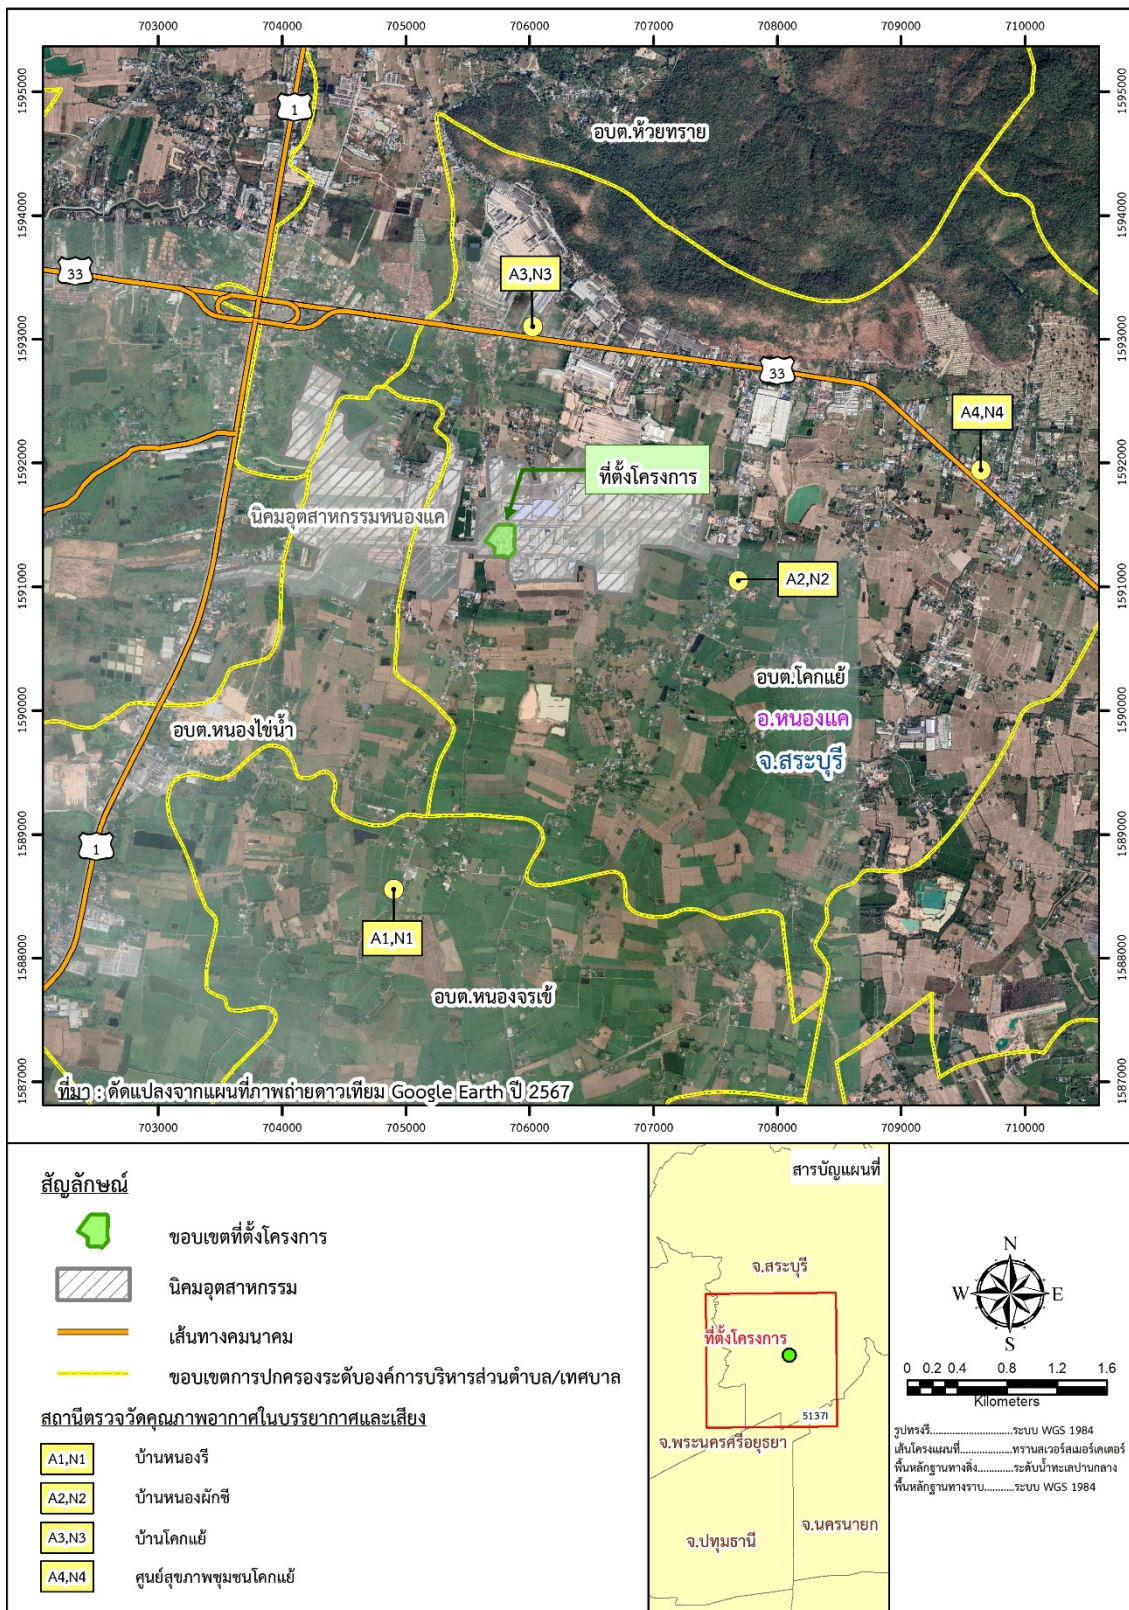 703000 704000 705000 706000 707000 708000 709000 710000
1595000 1595000
1594000 1594000
1593000 1593000
1592000 1592000
1591000 1591000
1590000 1590000
1589000 1589000
1588000 1588000
1587000 1587000
1
อบต.ห้วยทราย
33
A3,N3
33
A4,N4
ที่ตั้งโครงการ
นิคมอุตสาหกรรมหนองแค
A2,N2
อบต.โคกแย้
อ.หนองแค
จ.สระบุรี
อบต.หนองไข่น้ำ
1
A1,N1
อบต.หนองจรเข้
ที่มา : ดัดแปลงจากแผนที่ภาพถ่ายดาวเทียม Google Earth ปี 2567
703000 704000 705000 706000 707000 708000 709000 710000
สัญลักษณ์
ขอบเขตที่ตั้งโครงการ
นิคมอุตสาหกรรม
เส้นทางคมนาคม
ขอบเขตการปกครองระดับองค์การบริหารส่วนตำบล/เทศบาล
สถานีตรวจวัดคุณภาพอากาศในบรรยากาศและเสียง
A1,N1 บ้านหนองรี
A2,N2 บ้านหนองผักชี
A3,N3 บ้านโคกแย้
A4,N4 ศูนย์สุขภาพชุมชนโคกแย้
สารบัญแผนที่
จ.สระบุรี
ที่ตั้งโครงการ
5137I
จ.พระนครศรีอยุธยา
จ.ปทุมธานี
จ.นครนายก
N
W E
S
0 0.2 0.4 0.8 1.2 1.6
Kilometers
รูปทรงรี..............................ระบบ WGS 1984
เส้นโครงแผนที่...................ทรานสเวอร์สเมอร์เคเตอร์
พื้นหลักฐานทางดิ่ง.............ระดับน้ำทะเลปานกลาง
พื้นหลักฐานทางราบ...........ระบบ WGS 1984